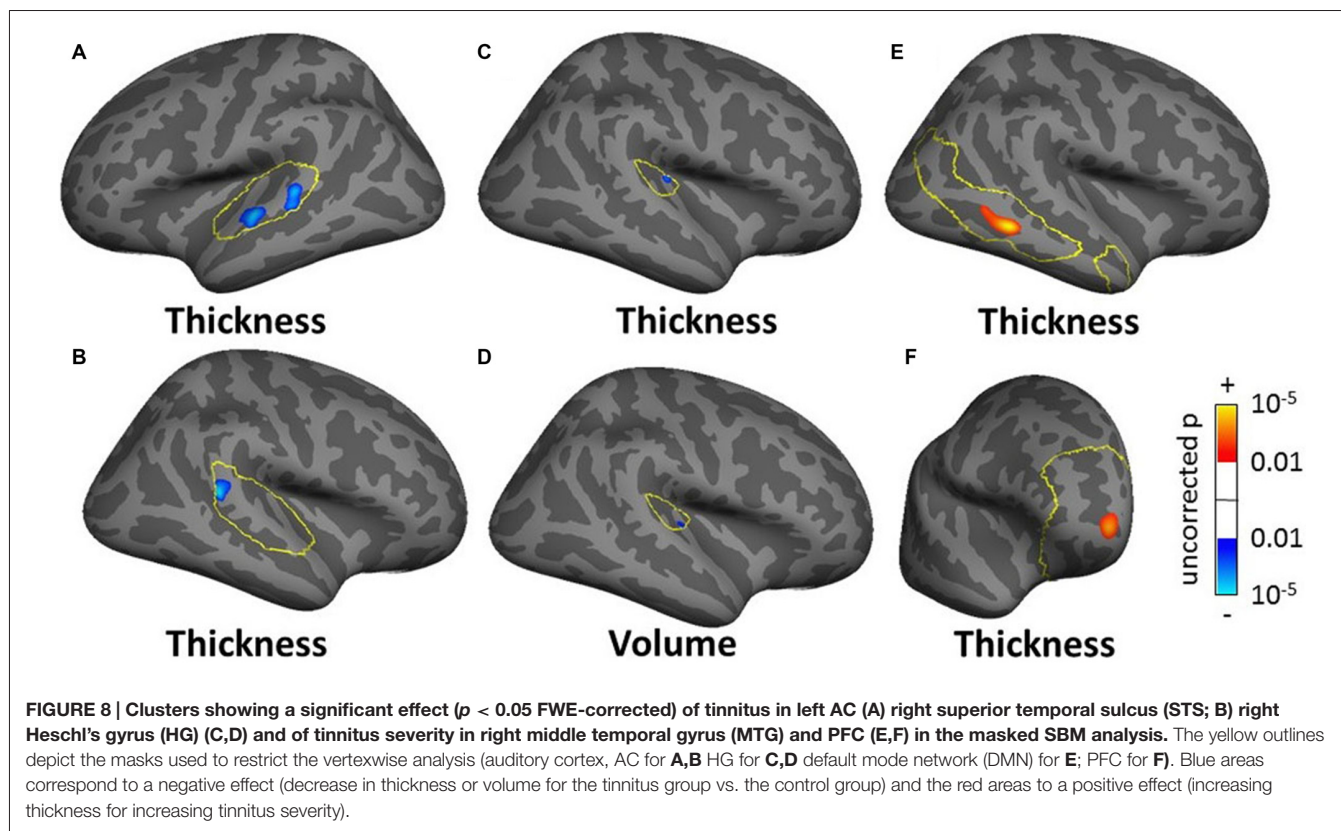 A
C
E
Thickness
Thickness
Thickness
B
D
F
+
10-5
0.01
0.01
10-5
-
uncorrected p
Thickness
Volume
Thickness
FIGURE 8 | Clusters showing a significant effect (p < 0.05 FWE-corrected) of tinnitus in left AC (A) right superior temporal sulcus (STS; B) right
Heschl's gyrus (HG) (C,D) and of tinnitus severity in right middle temporal gyrus (MTG) and PFC (E,F) in the masked SBM analysis. The yellow outlines
depict the masks used to restrict the vertexwise analysis (auditory cortex, AC for A,B HG for C,D default mode network (DMN) for E; PFC for F). Blue areas
correspond to a negative effect (decrease in thickness or volume for the tinnitus group vs. the control group) and the red areas to a positive effect (increasing
thickness for increasing tinnitus severity).